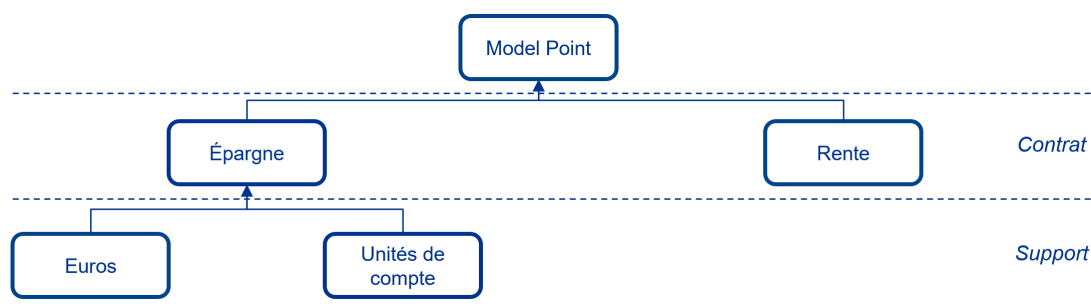 Model Point
Épargne
Rente
Contrat
Euros
Unités de
compte
Support